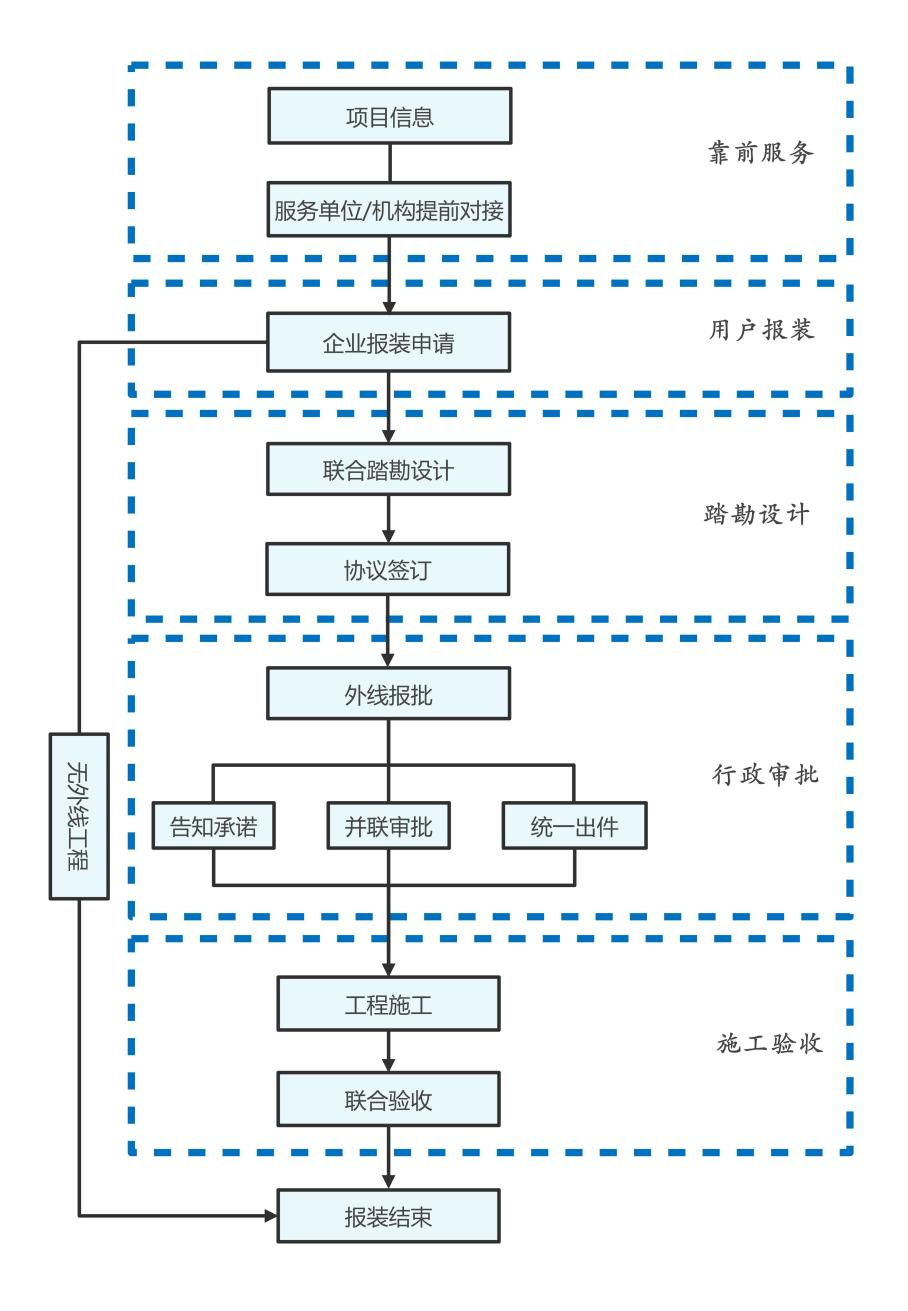 项目信息
靠前服务
服务单位/机构提前对接
用户报装
企业报装申请
联合踏勘设计
踏勘设计
协议签订
外线报批
行政审批
无外线工程
告知承诺
并联审批
统一出件
工程施工
施工验收
联合验收
报装结束